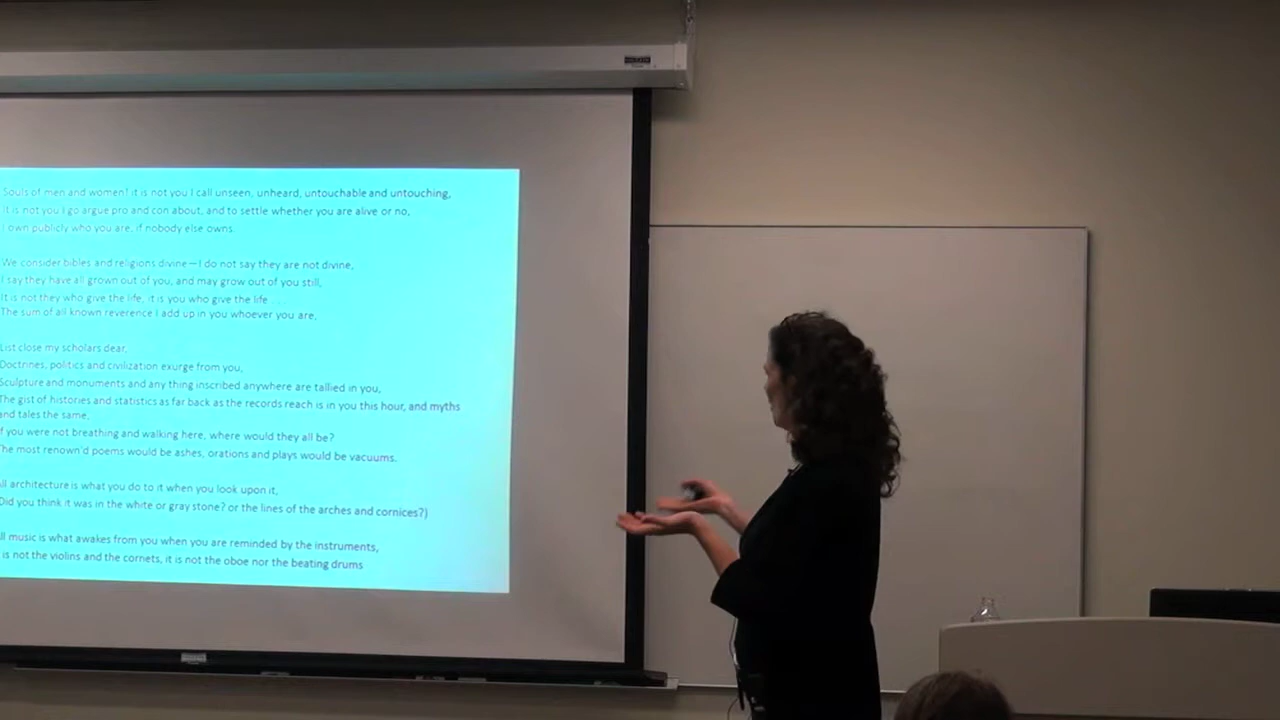 Souls of men and women! it is not you I call unseen, unheard, untouchable and untouching,
It is not you I go argue pro and con about, and to settle whether you are alive or no,
I own publicly who you are, if nobody else owns.
We consider bibles and religions divine—I do not say they are not divine,
I say they have all grown out of you, and may grow out of you still,
It is not they who give the life, it is you who give the life . . .
The sum of all known reverence I add up in you whoever you are,
List close my scholars dear,
Doctrines, politics and civilization exurge from you,
Sculpture and monuments and any thing inscribed anywhere are tallied in you,
The gist of histories and statistics as far back as the records reach is in you this hour, and myths
and tales the same,
f you were not breathing and walking here, where would they all be?
The most renown'd poems would be ashes, orations and plays would be vacuums.
ll architecture is what you do to it when you look upon it,
Did you think it was in the white or gray stone? or the lines of the arches and cornices?)
ll music is what awakes from you when you are reminded by the instruments,
is not the violins and the cornets, it is not the oboe nor the beating drums